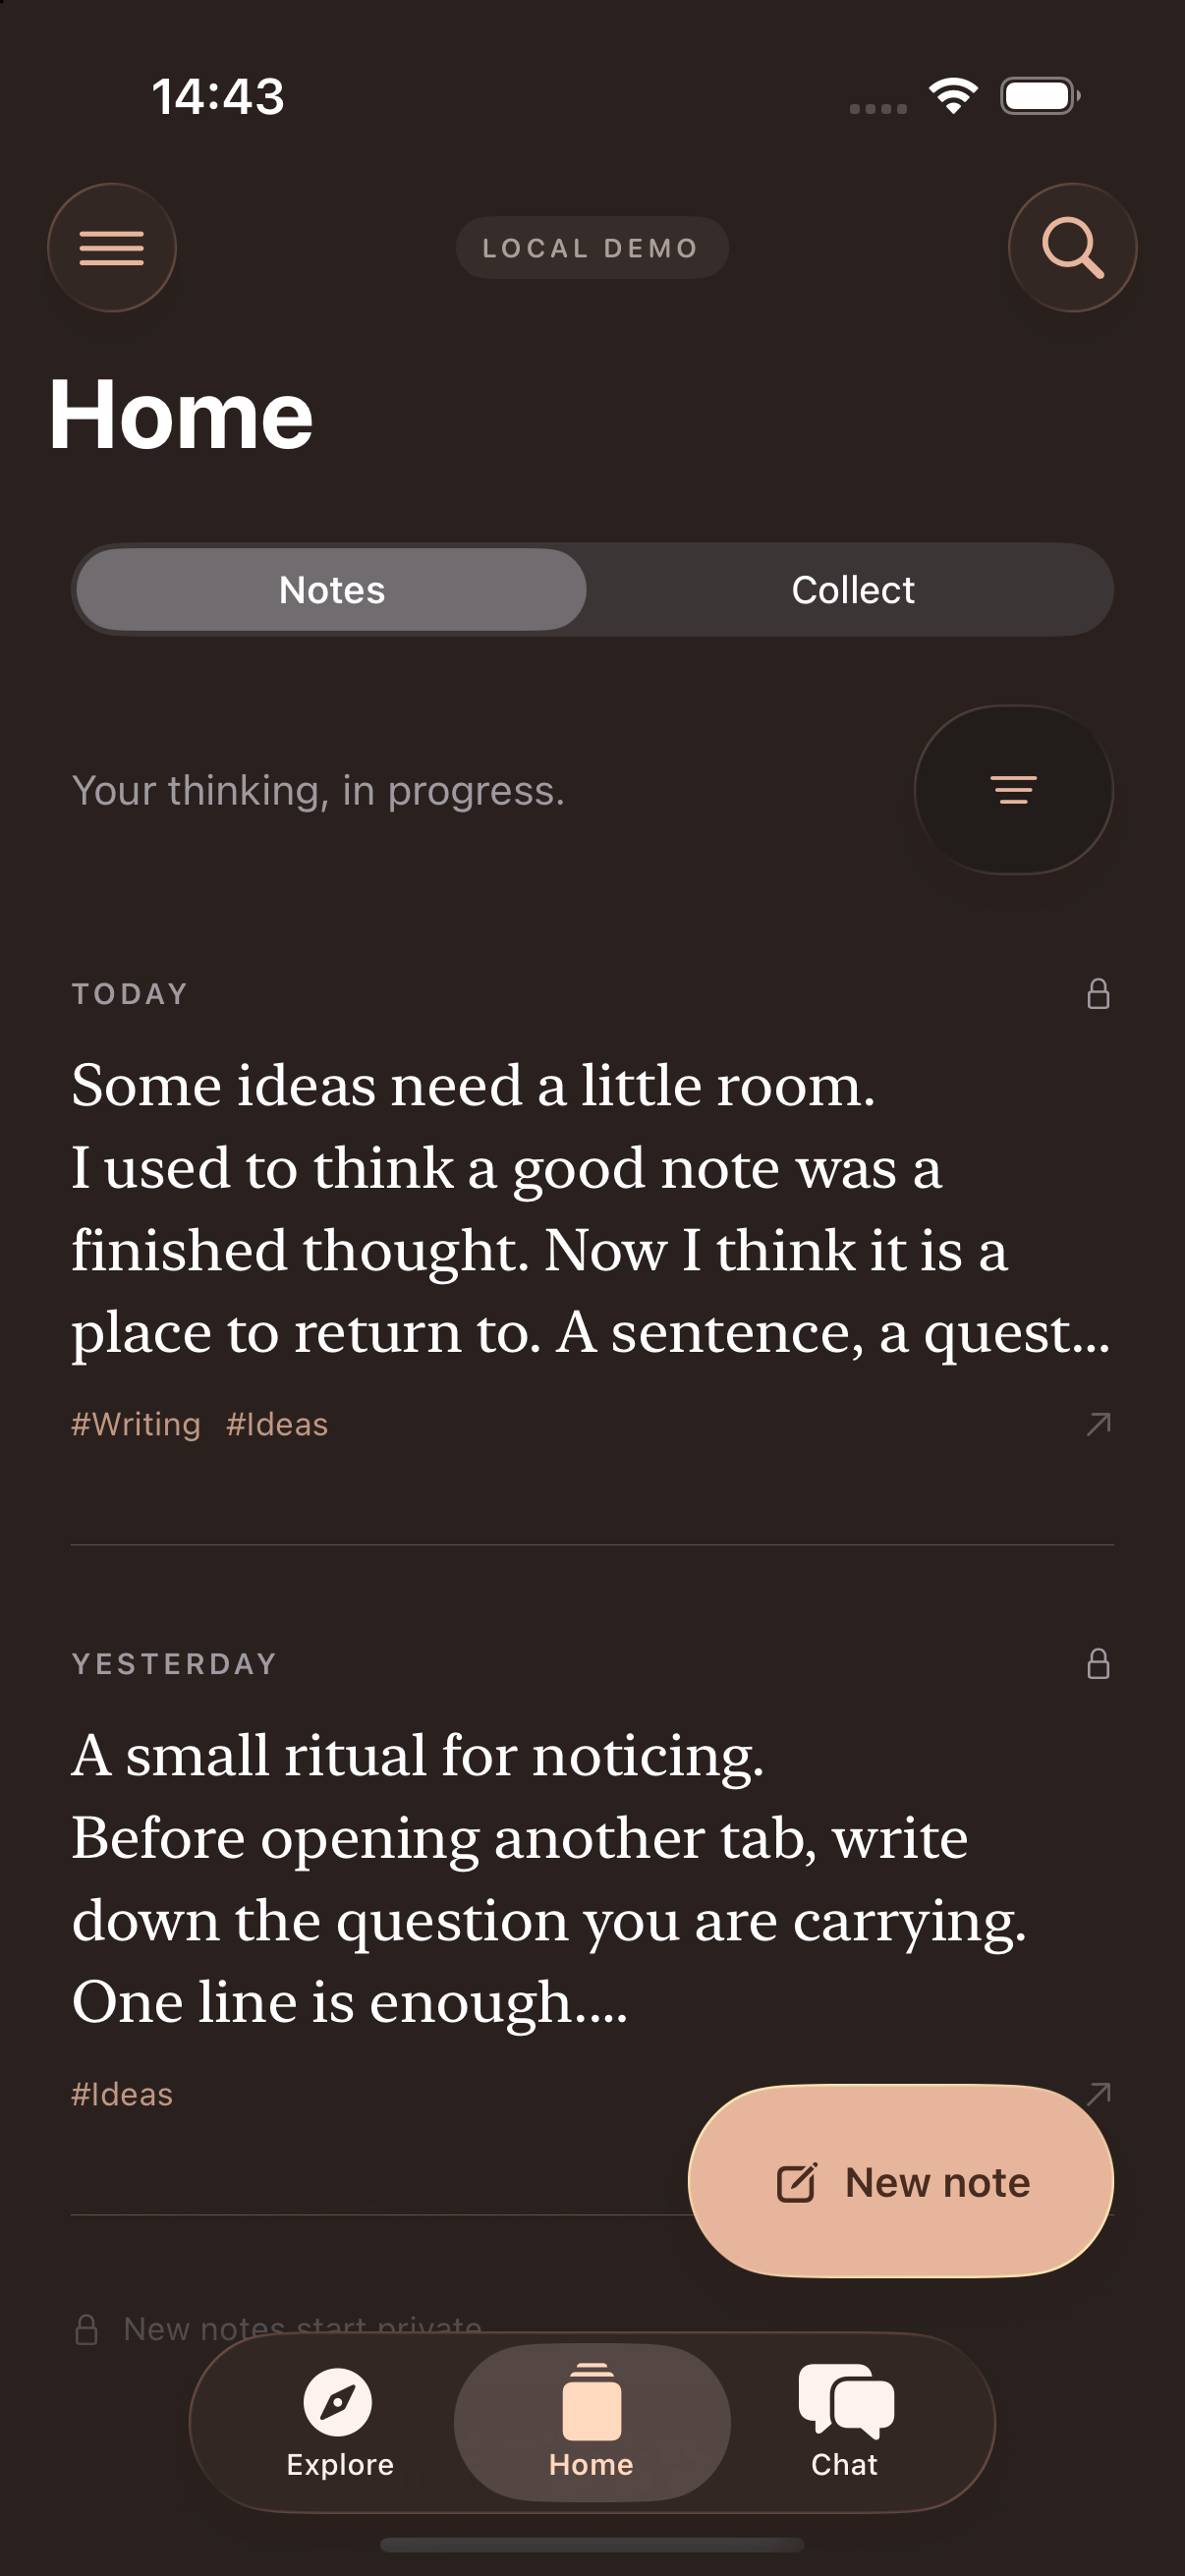 14:43
LOCAL DEMO
Home
Notes
Collect
Your thinking, in progress.
TODAY
Some ideas need a little room.
I used to think a good note was a
finished thought. Now I think it is a
place to return to. A sentence, a quest...
#Writing #Ideas
YESTERDAY
A small ritual for noticing.
Before opening another tab, write
down the question you are carrying.
One line is enough....
#Ideas
New note
New notes start private
Explore
Home
Chat